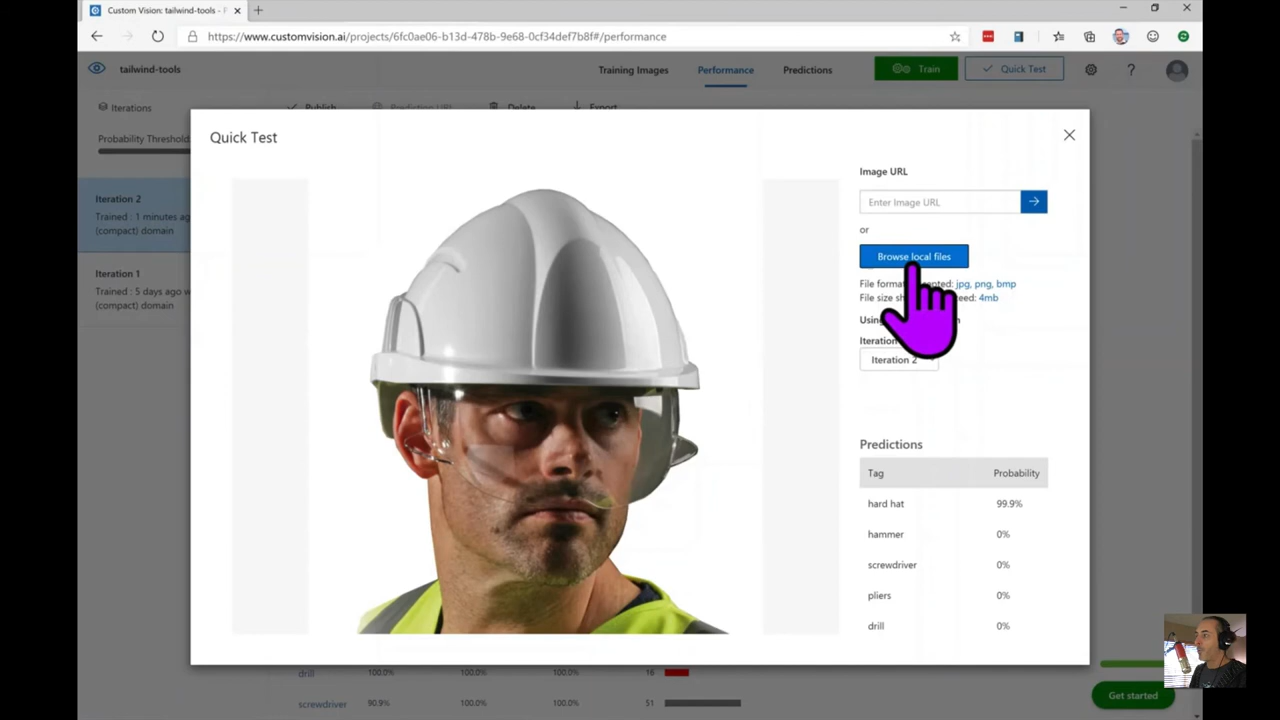 Custom Vision: tailwind-tools - P
https://www.customvision.ai/projects/6fc0ae06-b13d-478b-9e68-0cf34def7b8f#/performance
tailwind-tools
Training Images
Performance
Predictions
Train
Quick Test
?
Iterations
Publish
Prediction URL
Delete
Export
Probability Threshold:
Iteration 2
Trained : 1 minutes ag
(compact) domain
Iteration 1
Trained : 5 days ago w
(compact) domain
Quick Test
Image URL
Enter Image URL
or
Browse local files
File format jpg, png, bmp
File size 4mb
Iteration
Iteration 2
Predictions
Tag Probability
hard hat 99.9%
hammer 0%
screwdriver 0%
pliers 0%
drill 0%
drill 100.0% 100.0% 100.0% 16
screwdriver 90.9% 100.0% 100.0% 51
Get started